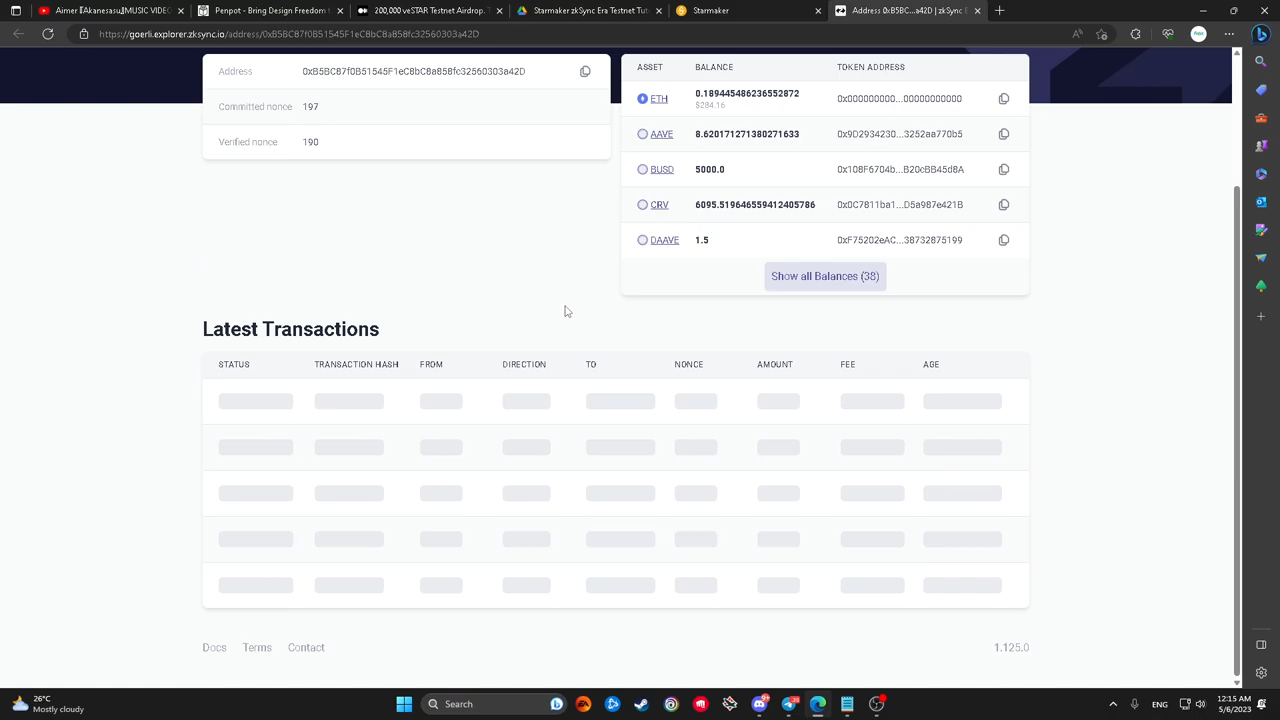 Aimer『Akanesasu』MUSIC VIDEO
Penpot - Bring Design Freedom t
200,000 veSTAR Testnet Airdrop.
Starmaker zkSync Era Testnet Tut
Starmaker
Address 0xB5BC...a42D | zkSync E
https://goerli.explorer.zksync.io/address/0xB5BC87f0B51545F1eC8bC8a858fc32560303a42D
Address 0xB5BC87f0B51545F1eC8bC8a858fc32560303a42D
Committed nonce 197
Verified nonce 190
ASSET BALANCE TOKEN ADDRESS
ETH 0.189445486236552872 0x000000000...00000000000
$284.16
AAVE 8.620171271380271633 0x9D2934230...3252aa770b5
BUSD 5000.0 0x108F6704b...B20cBB45d8A
CRV 6095.519646559412405786 0x0C7811ba1...D5a987e421B
DAAVE 1.5 0xF75202eAC...38732875199
Show all Balances (38)
Latest Transactions
STATUS TRANSACTION HASH FROM DIRECTION TO NONCE AMOUNT FEE AGE
Docs Terms Contact 1.125.0
26°C
Mostly cloudy
Search
ENG
12:15 AM
5/6/2023